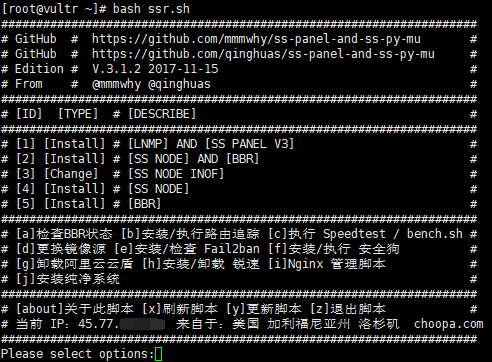 [root@vultr ~]# bash ssr.sh
######################################################################
# GitHub  #  https://github.com/mmmwhy/ss-panel-and-ss-py-mu         #
# GitHub  #  https://github.com/qinghuas/ss-panel-and-ss-py-mu       #
# Edition #  V.3.1.2 2017-11-15                                      #
# From    #  @mmmwhy @qinghuas                                       #
######################################################################
# [ID]  [TYPE]  # [DESCRIBE]                                         #
######################################################################
# [1] [Install] # [LNMP] AND [SS PANEL V3]                           #
# [2] [Install] # [SS NODE] AND [BBR]                                #
# [3] [Change]  # [SS NODE INOF]                                     #
# [4] [Install] # [SS NODE]                                          #
# [5] [Install] # [BBR]                                              #
######################################################################
# [a]检查BBR状态 [b]安装/执行路由追踪 [c]执行 Speedtest / bench.sh #
# [d]更换镜像源 [e]安装/检查 Fail2ban [f]安装/执行 安全狗            #
# [g]卸载阿里云云盾 [h]安装/卸载 锐速 [i]Nginx 管理脚本              #
# [j]安装纯净系统                                                    #
######################################################################
# [about]关于此脚本 [x]刷新脚本 [y]更新脚本 [z]退出脚本              #
# 当前 IP: 45.77. 来自于: 美国 加利福尼亚州 洛杉矶  choopa.com
######################################################################
Please select options: